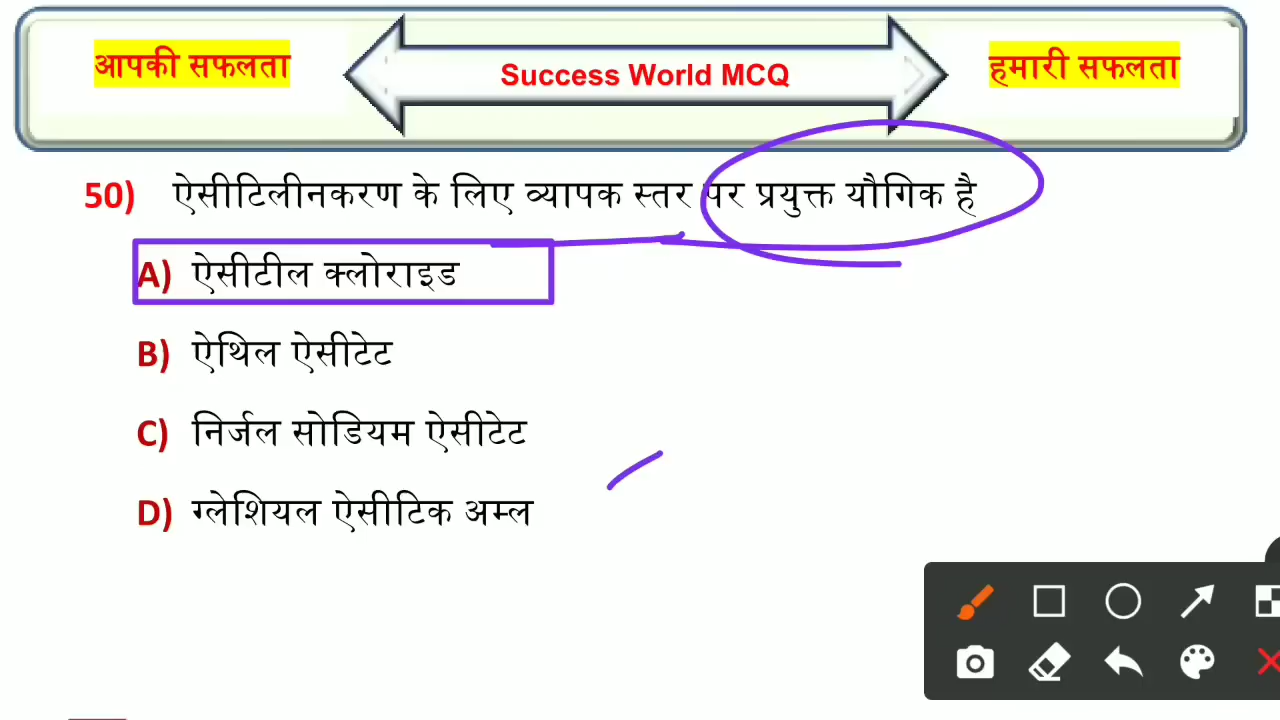 आपकी सफलता
Success World MCQ
हमारी सफलता
50) ऐसीटिलीनकरण के लिए व्यापक स्तर पर प्रयुक्त यौगिक है
A) ऐसीटील क्लोराइड
B) ऐथिल ऐसीटेट
C) निर्जल सोडियम ऐसीटेट
D) ग्लेशियल ऐसीटिक अम्ल